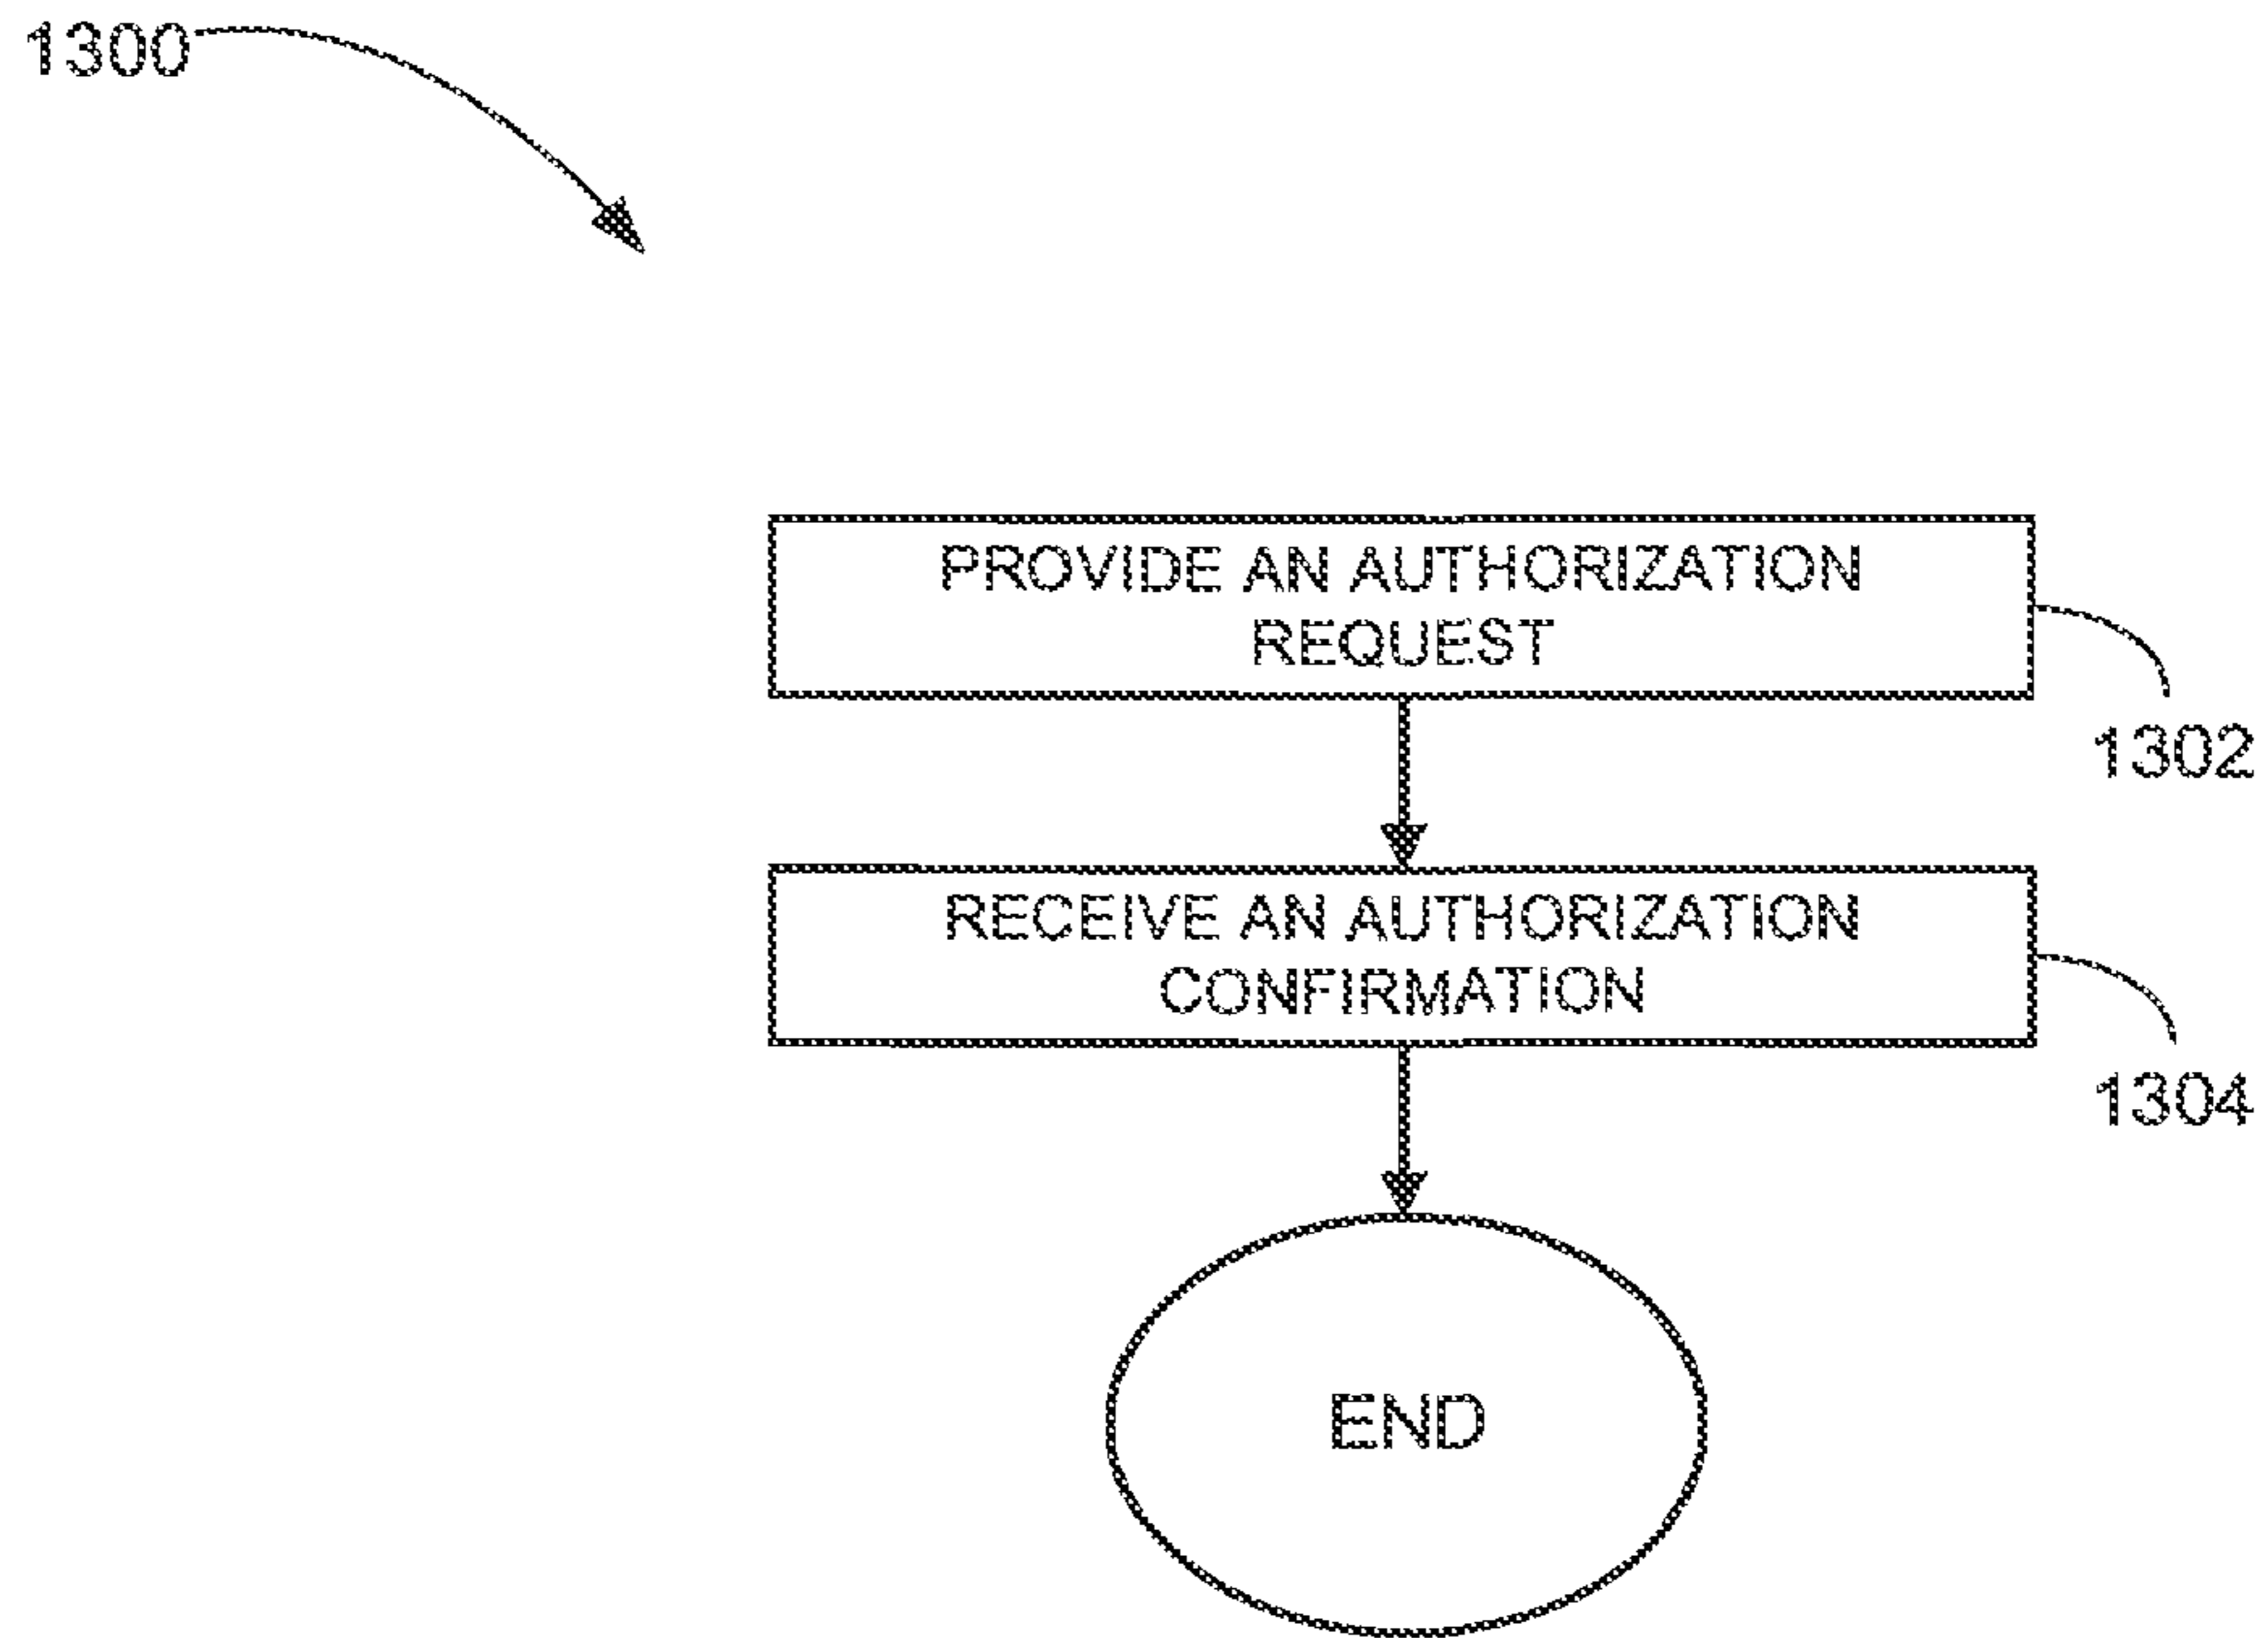 1300
PROVIDE AN AUTHORIZATION
REQUEST
1302
RECEIVE AN AUTHORIZATION
CONFIRMATION
1304
END